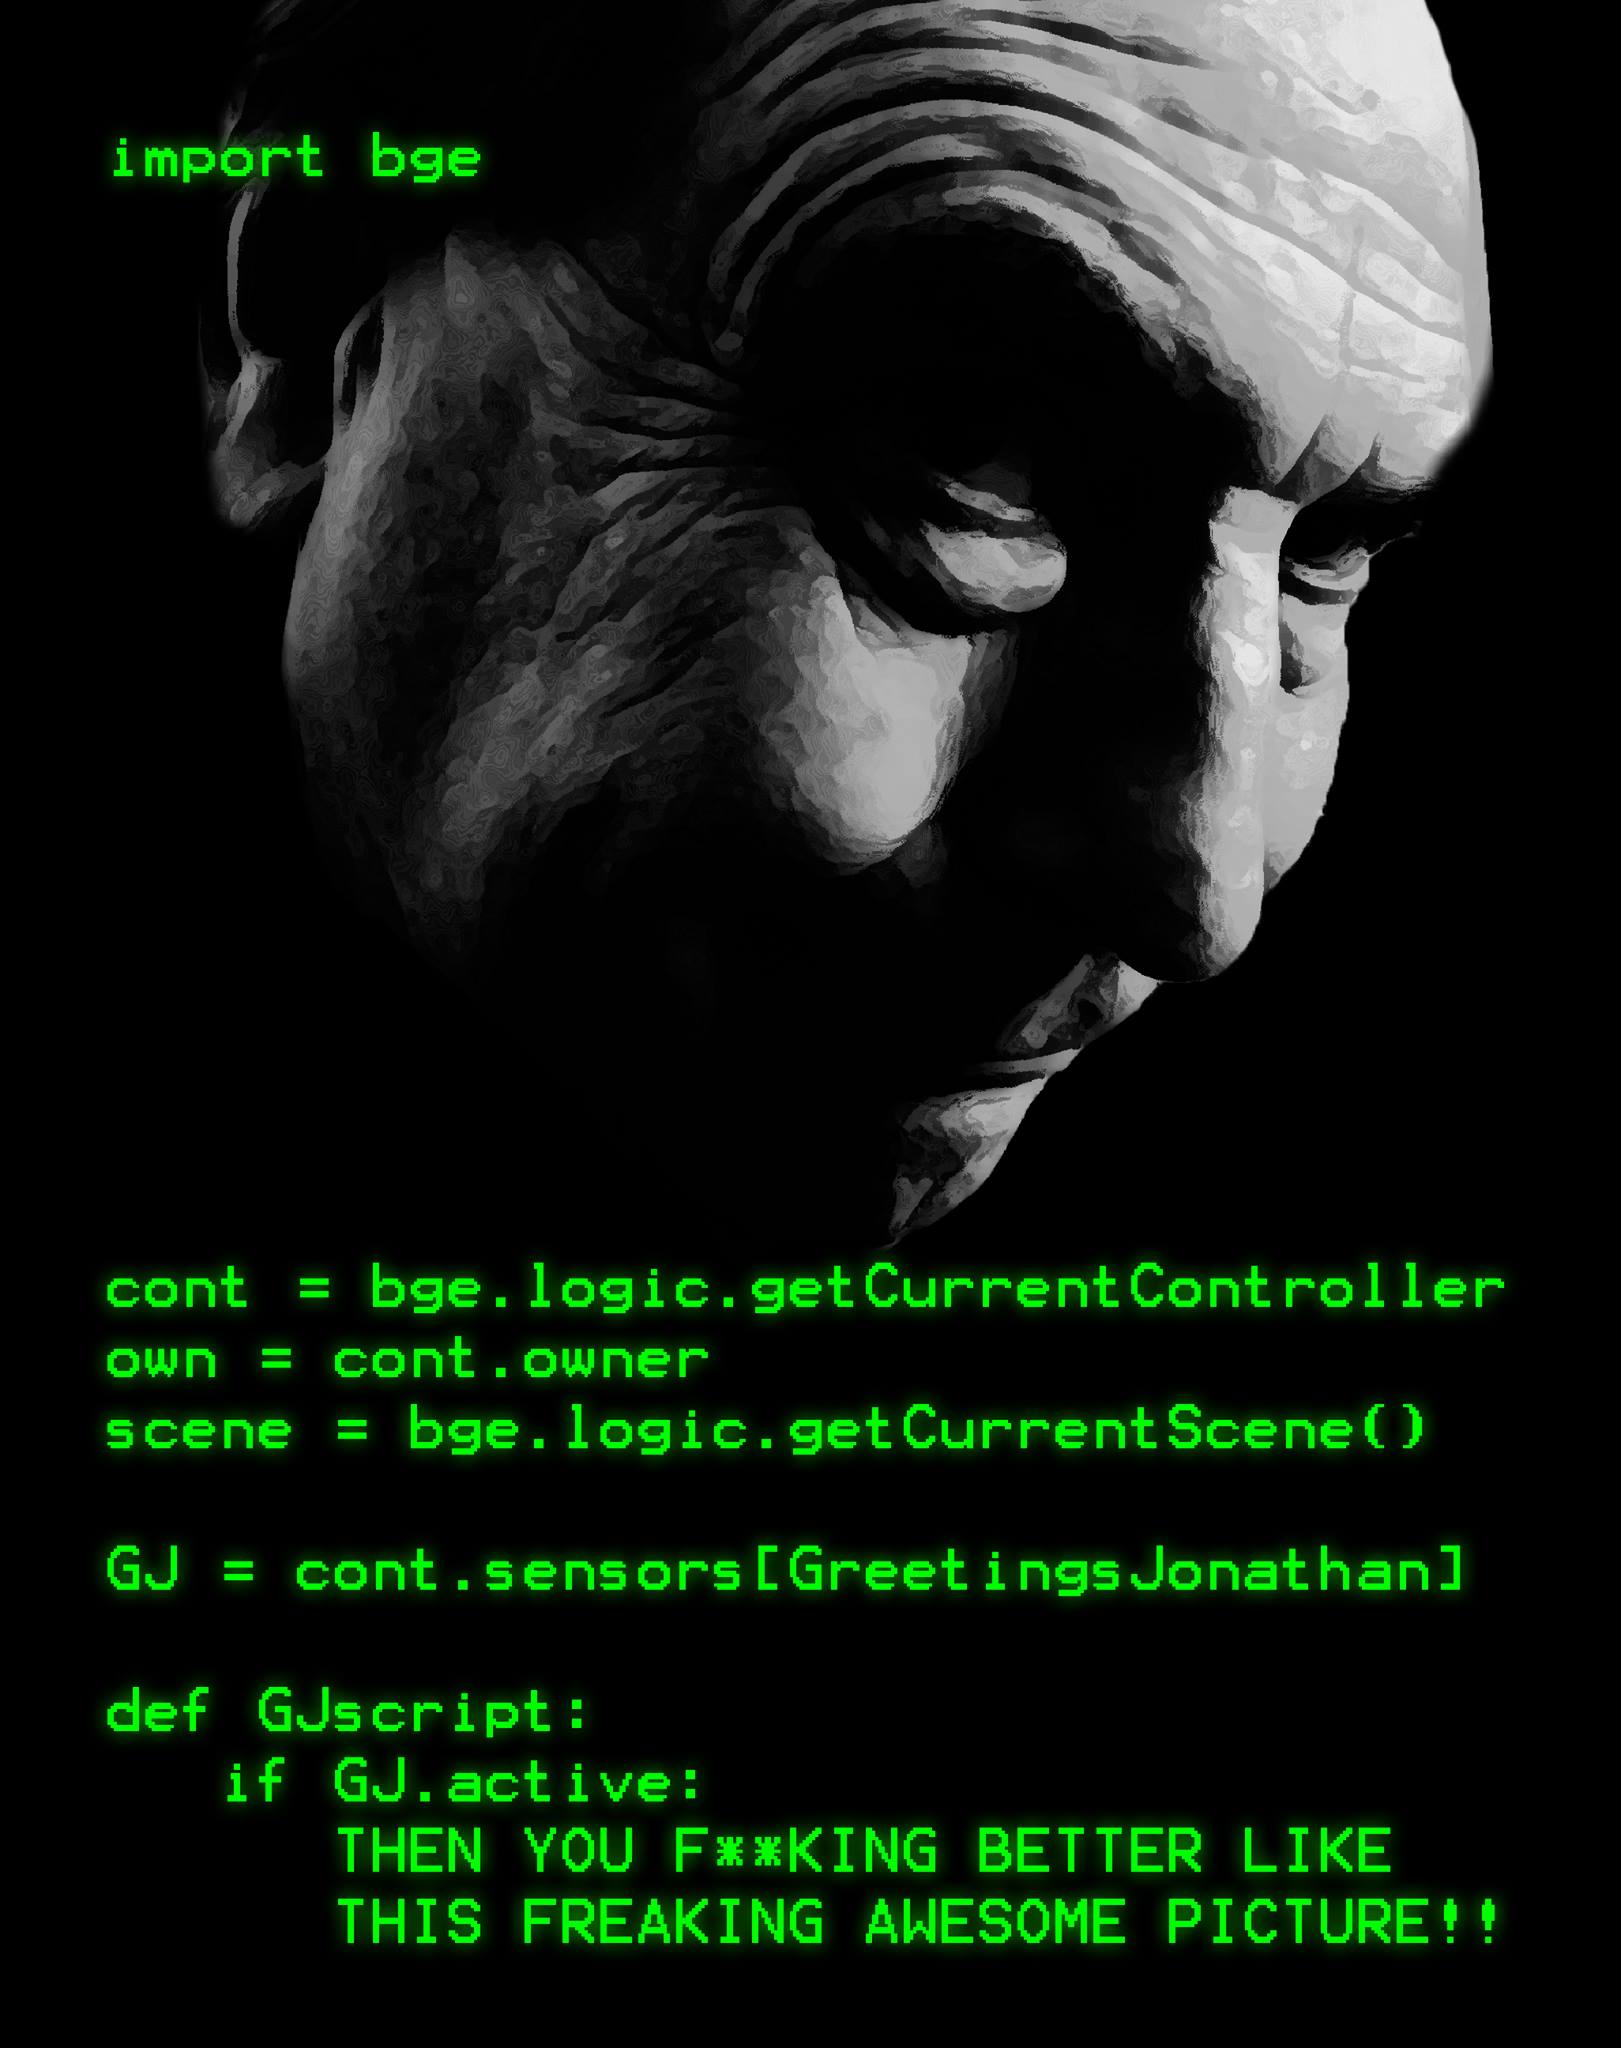 import bge
cont = bge.logic.getCurrentController
own = cont.owner
scene = bge.logic.getCurrentScene()
GJ = cont.sensors[GreetingsJonathan]
def GJscript:
if GJ.active:
THEN YOU F**KING BETTER LIKE
THIS FREAKING AWESOME PICTURE!!